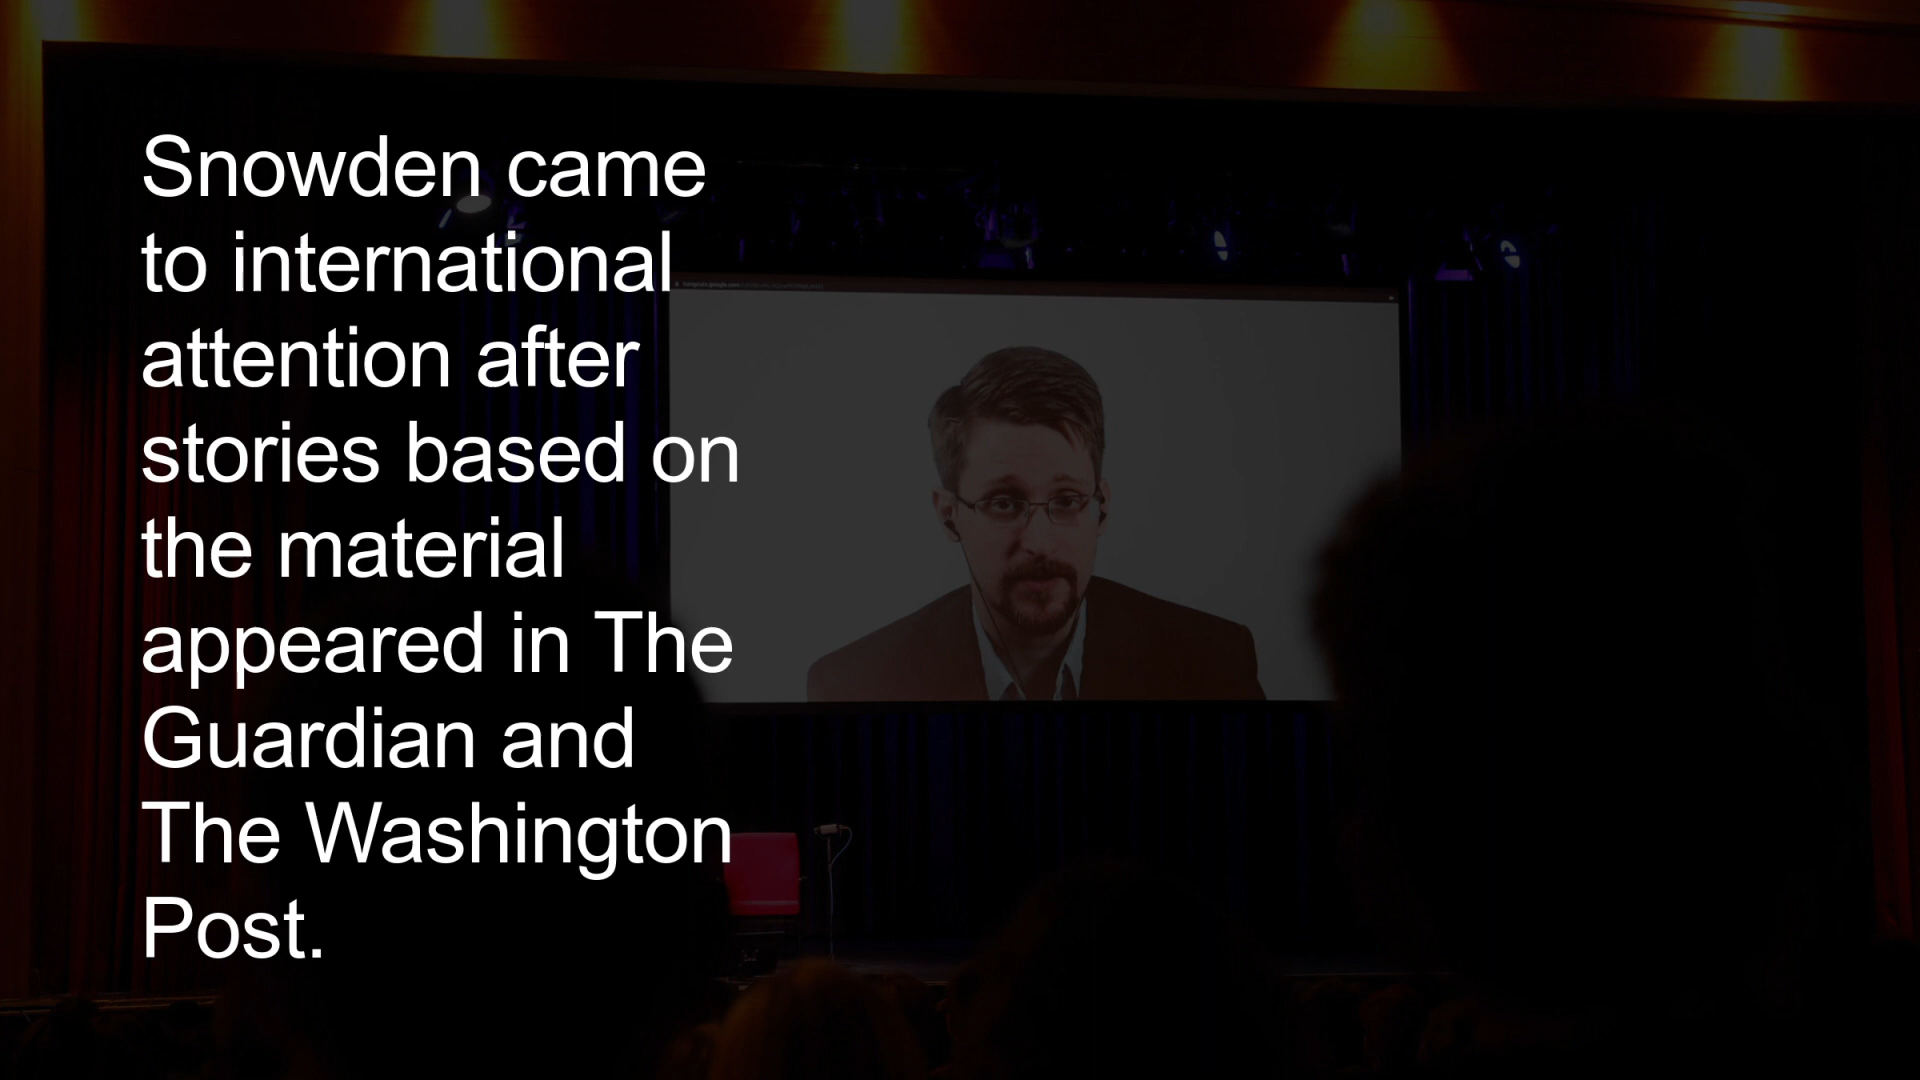 Snowden came
to international
attention after
stories based on
the material
appeared in The
Guardian and
The Washington
Post.